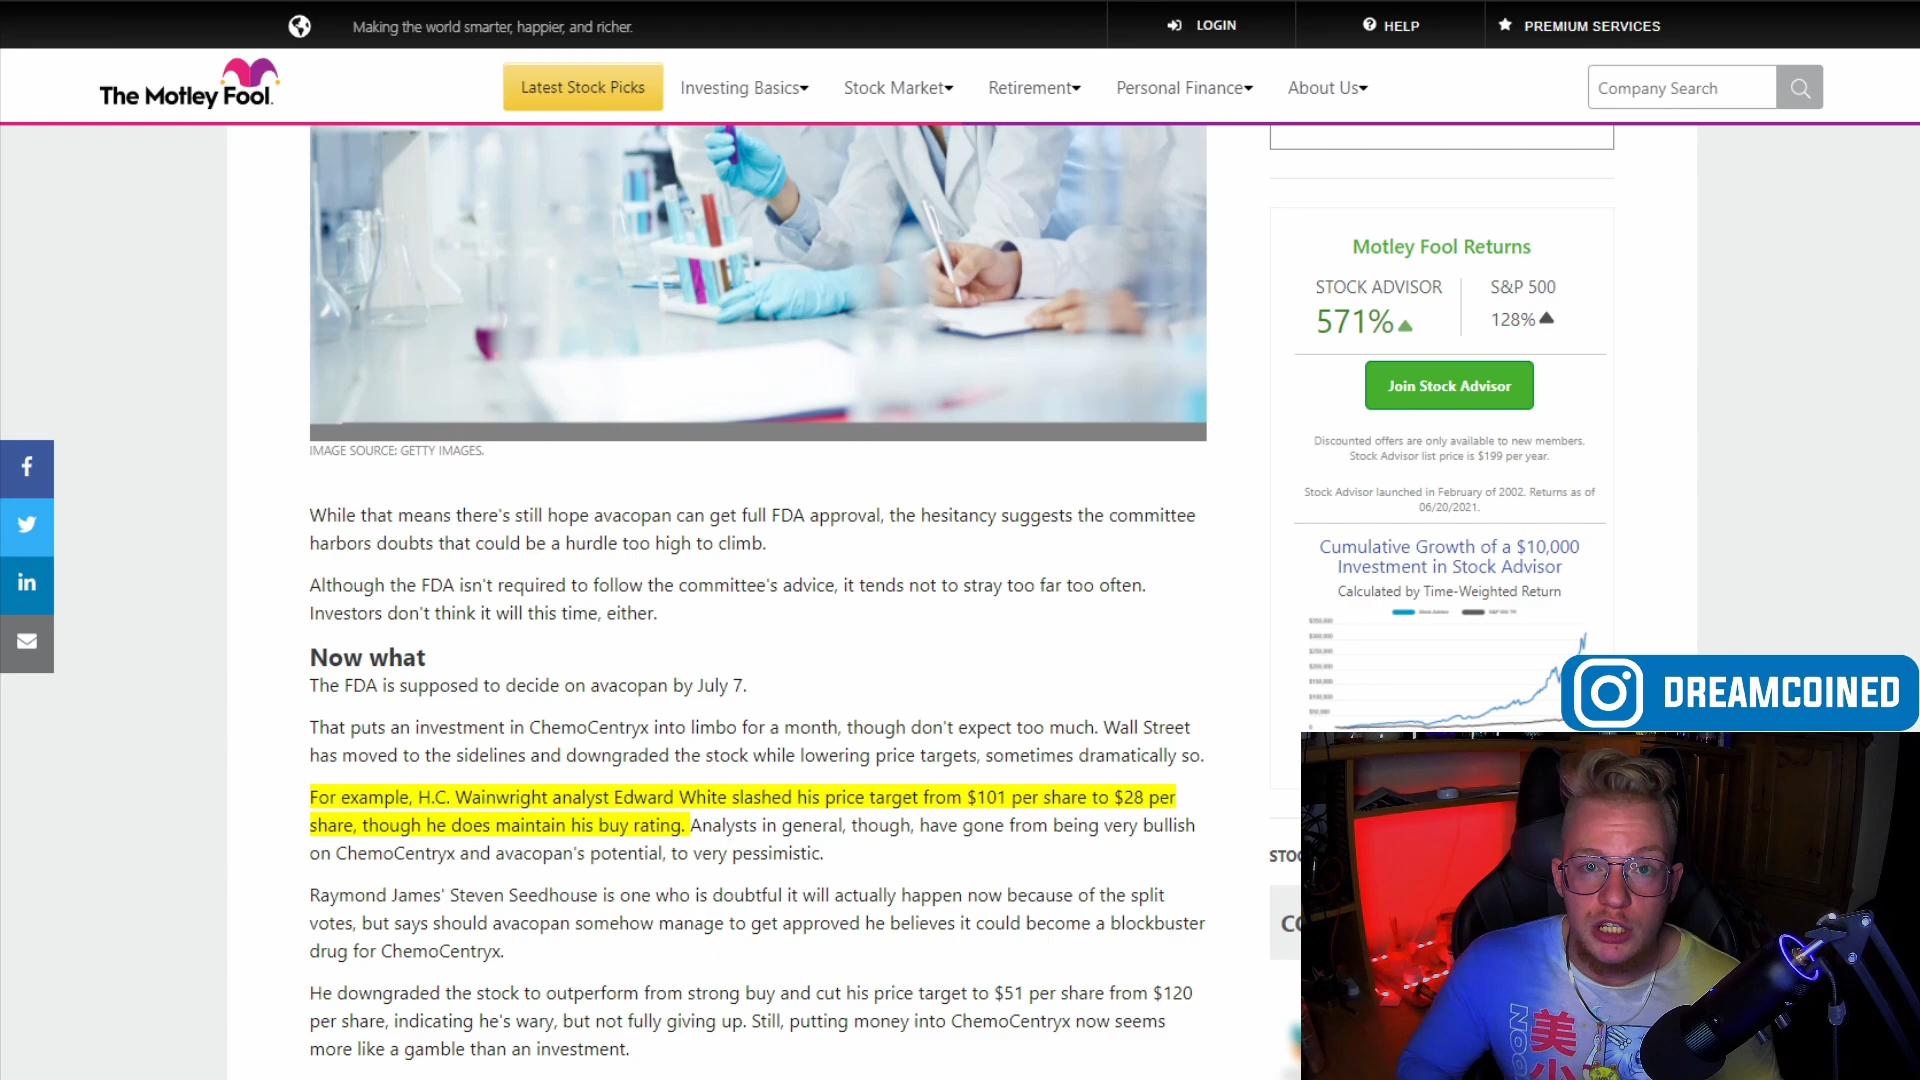 Making the world smarter, happier, and richer.
LOGIN
HELP
PREMIUM SERVICES
The Motley Fool.
Latest Stock Picks
Investing Basics
Stock Market
Retirement
Personal Finance
About Us
Company Search
IMAGE SOURCE: GETTY IMAGES.
While that means there's still hope avacopan can get full FDA approval, the hesitancy suggests the committee
harbors doubts that could be a hurdle too high to climb.
Although the FDA isn't required to follow the committee's advice, it tends not to stray too far too often.
Investors don't think it will this time, either.
Now what
The FDA is supposed to decide on avacopan by July 7.
That puts an investment in ChemoCentryx into limbo for a month, though don't expect too much. Wall Street
has moved to the sidelines and downgraded the stock while lowering price targets, sometimes dramatically so.
For example, H.C. Wainwright analyst Edward White slashed his price target from $101 per share to $28 per
share, though he does maintain his buy rating. Analysts in general, though, have gone from being very bullish
on ChemoCentryx and avacopan's potential, to very pessimistic.
Raymond James' Steven Seedhouse is one who is doubtful it will actually happen now because of the split
votes, but says should avacopan somehow manage to get approved he believes it could become a blockbuster
drug for ChemoCentryx.
He downgraded the stock to outperform from strong buy and cut his price target to $51 per share from $120
per share, indicating he's wary, but not fully giving up. Still, putting money into ChemoCentryx now seems
more like a gamble than an investment.
Motley Fool Returns
STOCK ADVISOR
S&P 500
571%
128%
Join Stock Advisor
Discounted offers are only available to new members.
Stock Advisor list price is $199 per year.
Stock Advisor launched in February of 2002. Returns as of
06/20/2021.
Cumulative Growth of a $10,000
Investment in Stock Advisor
Calculated by Time-Weighted Return
DREAMCOINED
美
少